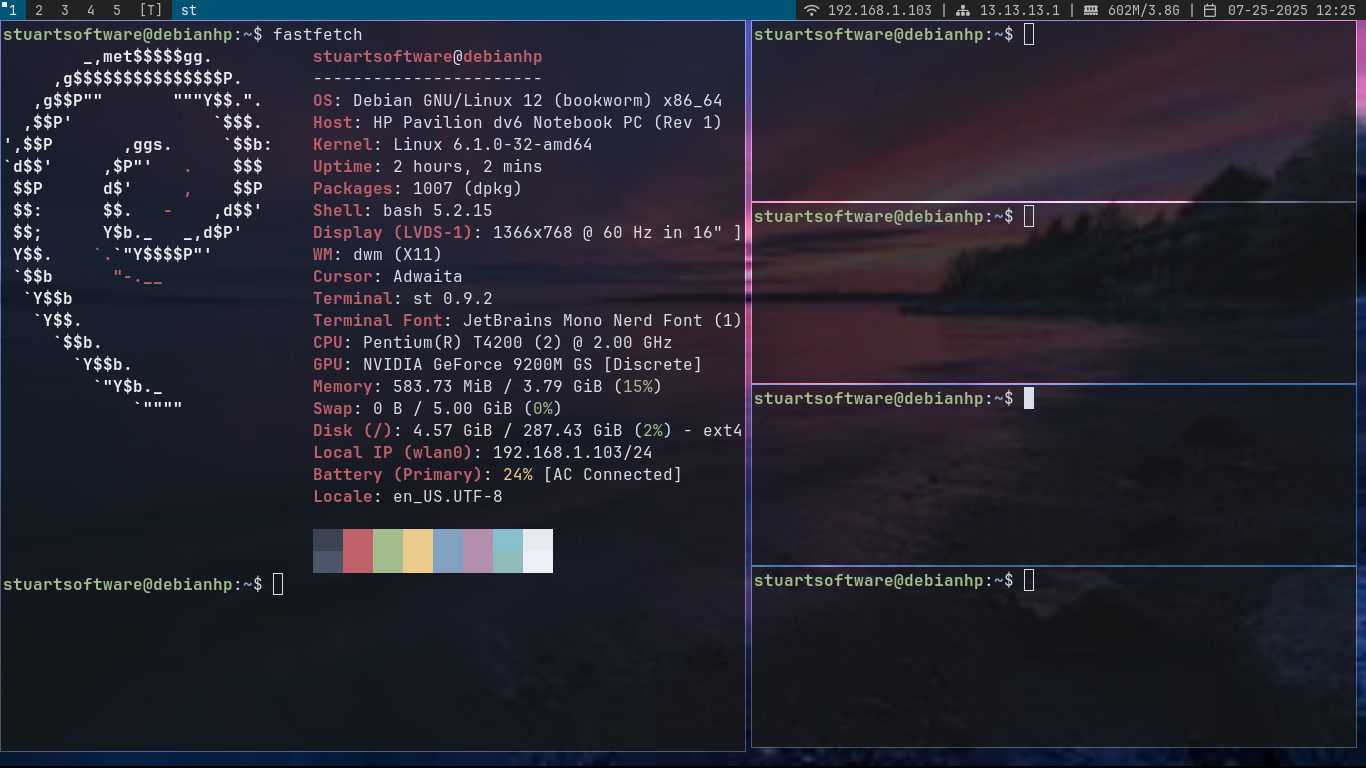 1 2 3 4 5 [T] st 192.168.1.103 | 13.13.13.1 | 602M/3.8G | 07-25-2025 12:25
stuartsoftware@debianhp:~$ fastfetch
_,met$$$$$gg.
,g$$$$$$$$$$$$$$$P.
,g$$P"" """Y$$.".
,$$P' `$$$.
',$$P ,ggs. `$$b:
`d$$' ,$P"' . $$$
$$P d$' , $$P
$$: $$. - ,d$$'
$$; Y$b._ _,d$P'
Y$$. `.`"Y$$$$P"'
`$$b "-.__
`Y$$b
`Y$$.
`$$b.
`Y$$b.
`"Y$b._
`""""
stuartsoftware@debianhp
-----------------------
OS: Debian GNU/Linux 12 (bookworm) x86_64
Host: HP Pavilion dv6 Notebook PC (Rev 1)
Kernel: Linux 6.1.0-32-amd64
Uptime: 2 hours, 2 mins
Packages: 1007 (dpkg)
Shell: bash 5.2.15
Display (LVDS-1): 1366x768 @ 60 Hz in 16" ]
WM: dwm (X11)
Cursor: Adwaita
Terminal: st 0.9.2
Terminal Font: JetBrains Mono Nerd Font (1)
CPU: Pentium(R) T4200 (2) @ 2.00 GHz
GPU: NVIDIA GeForce 9200M GS [Discrete]
Memory: 583.73 MiB / 3.79 GiB (15%)
Swap: 0 B / 5.00 GiB (0%)
Disk (/): 4.57 GiB / 287.43 GiB (2%) - ext4
Local IP (wlan0): 192.168.1.103/24
Battery (Primary): 24% [AC Connected]
Locale: en_US.UTF-8
stuartsoftware@debianhp:~$
stuartsoftware@debianhp:~$
stuartsoftware@debianhp:~$
stuartsoftware@debianhp:~$
stuartsoftware@debianhp:~$